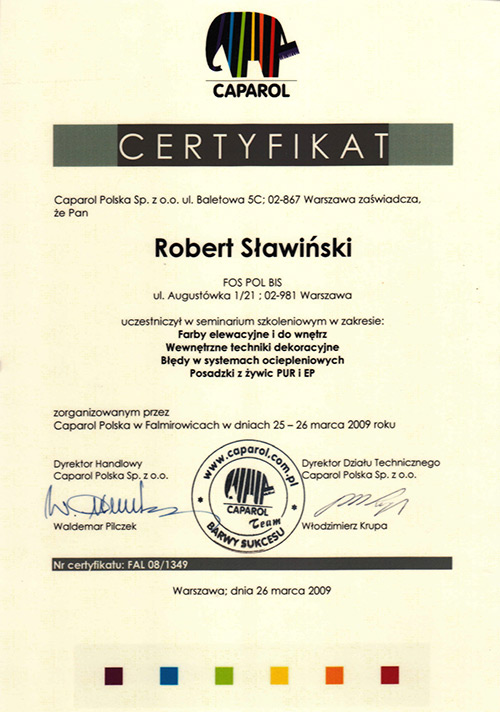 CAPAROL
CERTYFIKAT
Caparol Polska Sp. z o.o. ul. Baletowa 5C; 02-867 Warszawa zaświadcza,
że Pan
Robert Sławiński
FOS POL BIS
ul. Augustówka 1/21 ; 02-981 Warszawa
uczestniczył w seminarium szkoleniowym w zakresie:
Farby elewacyjne i do wnętrz
Wewnętrzne techniki dekoracyjne
Błędy w systemach ociepleniowych
Posadzki z żywic PUR i EP
zorganizowanym przez
Caparol Polska w Falmirowicach w dniach 25 – 26 marca 2009 roku
Dyrektor Handlowy
Caparol Polska Sp. z o.o.
Waldemar Pilczek
www.caparol.com.pl
CAPAROL
Team
BARWY SUKCESU
Dyrektor Działu Technicznego
Caparol Polska Sp. z o.o.
Włodzimierz Krupa
Nr certyfikatu: FAL 08/1349
Warszawa; dnia 26 marca 2009